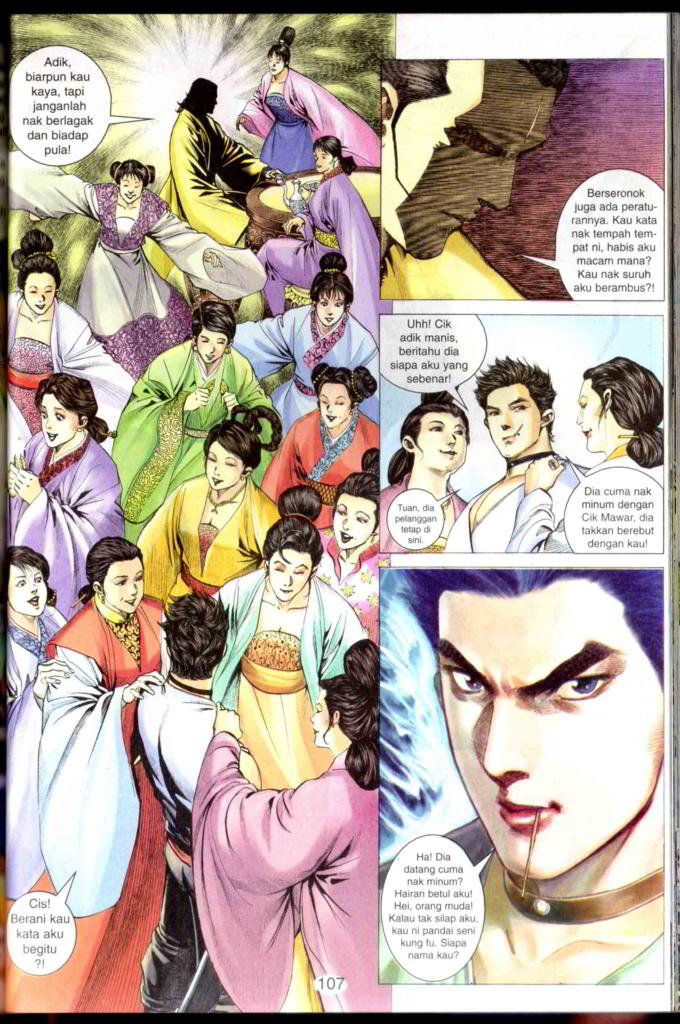 Adik,
biarpun kau
kaya, tapi
janganlah
nak berlagak
dan biadap
pula!
Cis!
Berani kau
kata aku
begitu
?!
Berseronok
juga ada peratu-
rannya. Kau kata
nak tempah tem-
pat ni, habis aku
macam mana?
Kau nak suruh
aku berambus?!
Uhh! Cik
adik manis,
beritahu dia
siapa aku yang
sebenar!
Tuan, dia
pelanggan
tetap di
sini.
Dia cuma nak
minum dengan
Cik Mawar, dia
takkan berebut
dengan kau!
Ha! Dia
datang cuma
nak minum?
Hairan betul aku!
Hei, orang muda!
Kalau tak silap aku,
kau ni pandai seni
kung fu. Siapa
nama kau?
107